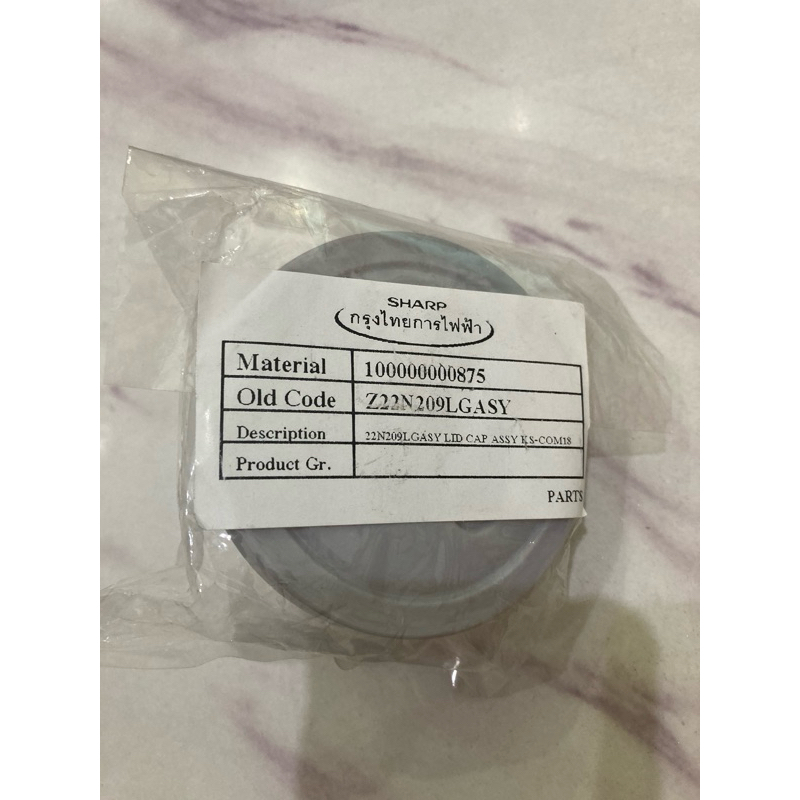 SHARP
กรุงไทยการไฟฟ้า
Material 100000000875
Old Code Z22N209LGASY
Description 22N209LGASY LID CAP ASSY KS-COM18
Product Gr.
PARTS